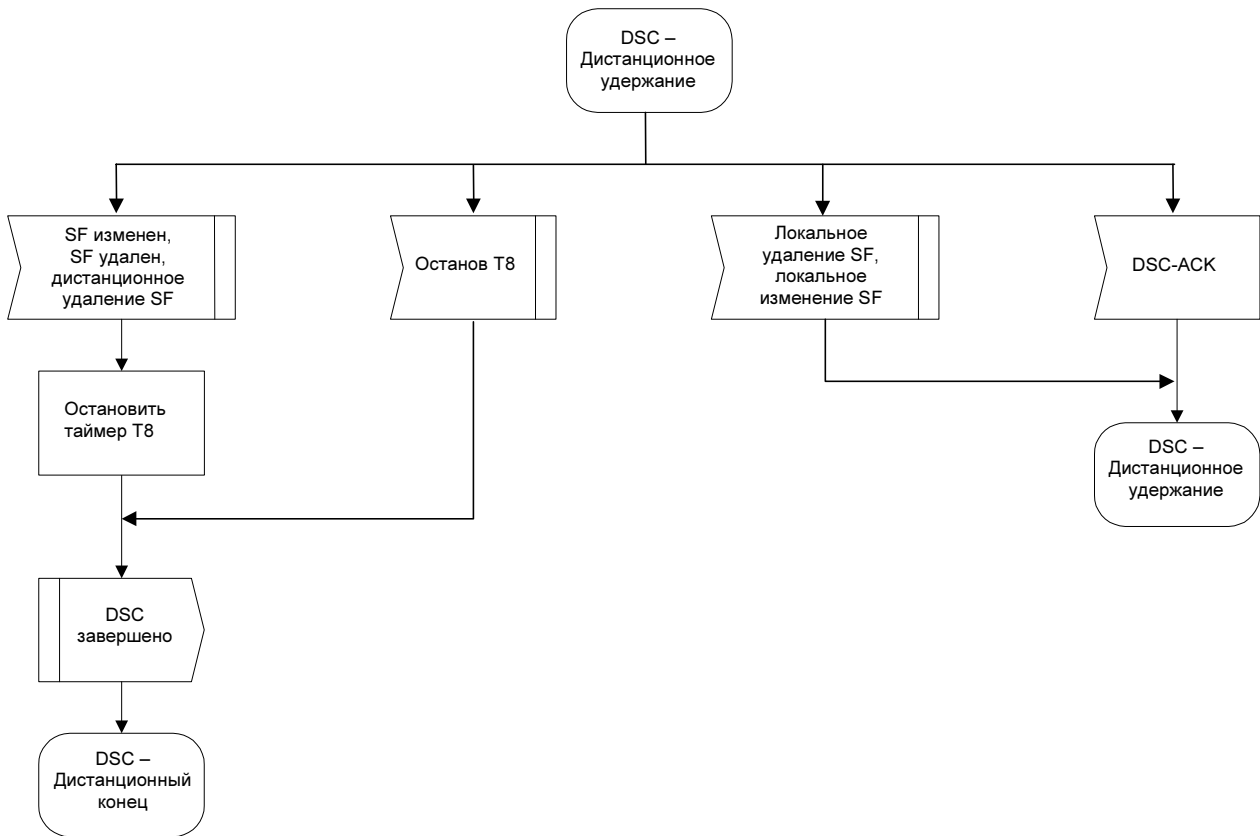 DSC –
Дистанционное
удержание
SF изменен,
SF удален,
дистанционное
удаление SF
Останов T8
Локальное
удаление SF,
локальное
изменение SF
DSC-ACK
Остановить
таймер T8
DSC –
Дистанционное
удержание
DSC
завершено
DSC –
Дистанционный
конец